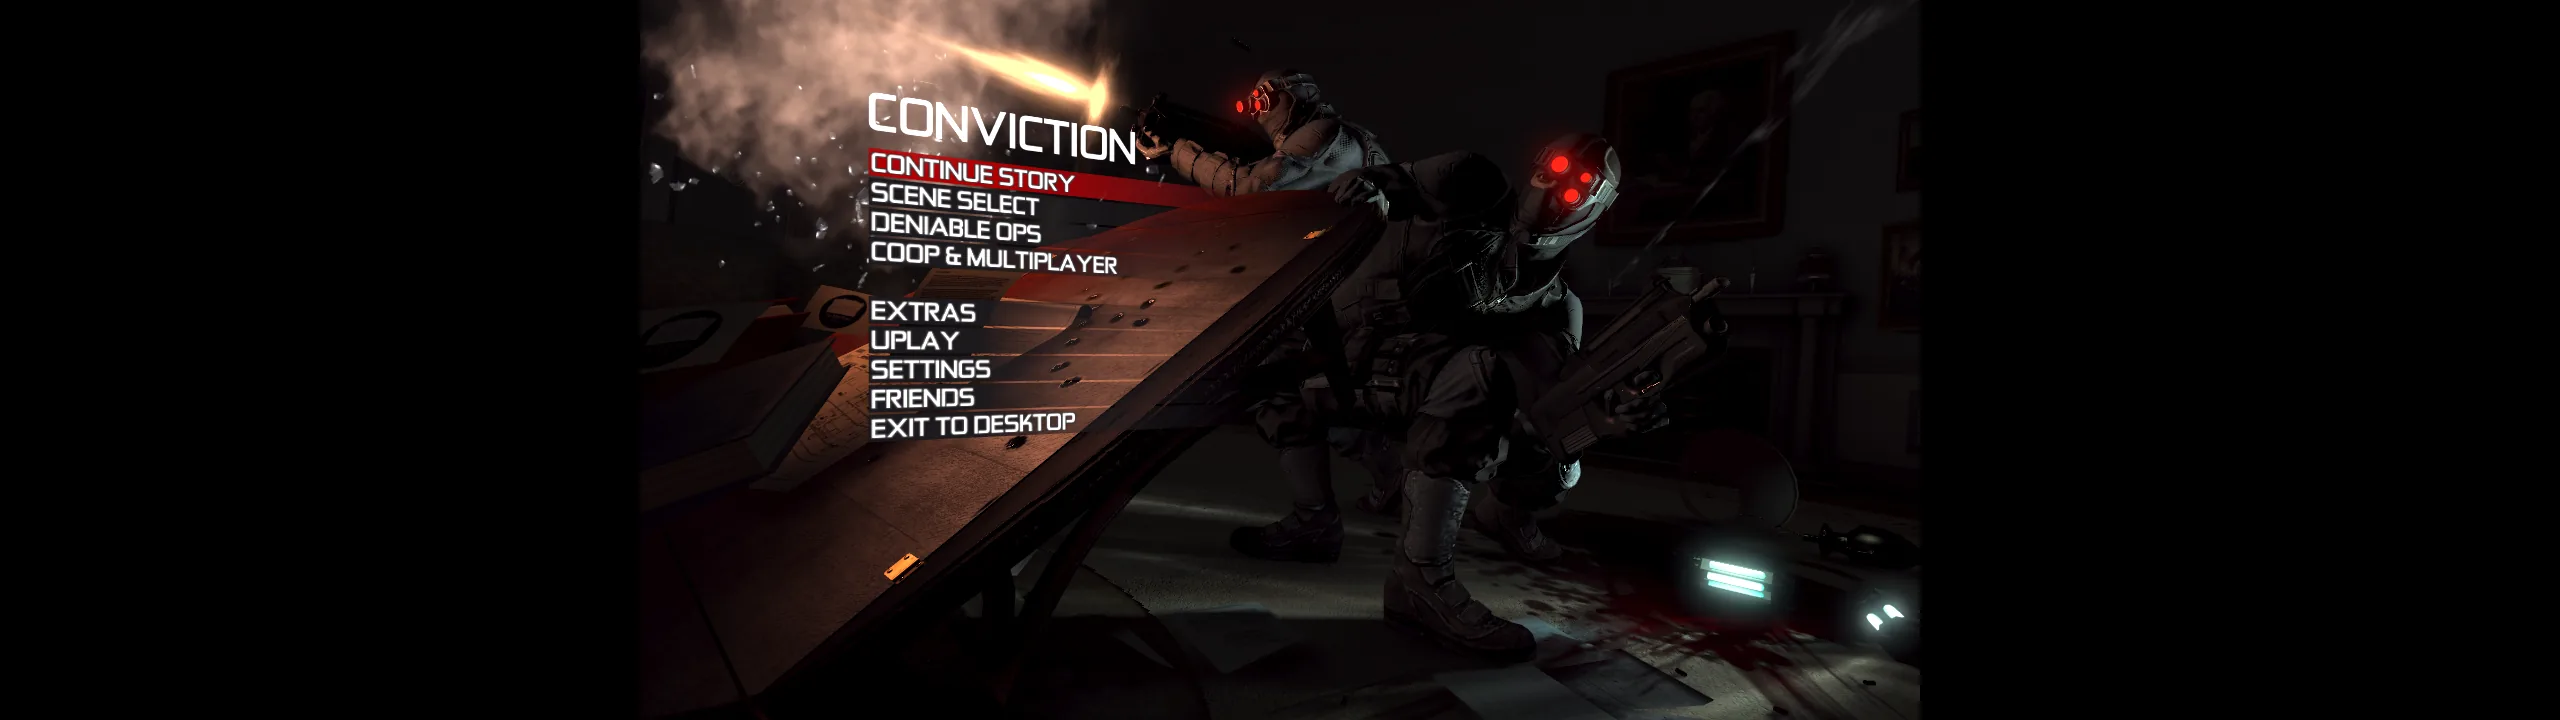 CONVICTION
CONTINUE STORY
SCENE SELECT
DENIABLE OPS
COOP & MULTIPLAYER
EXTRAS
UPLAY
SETTINGS
FRIENDS
EXIT TO DESKTOP